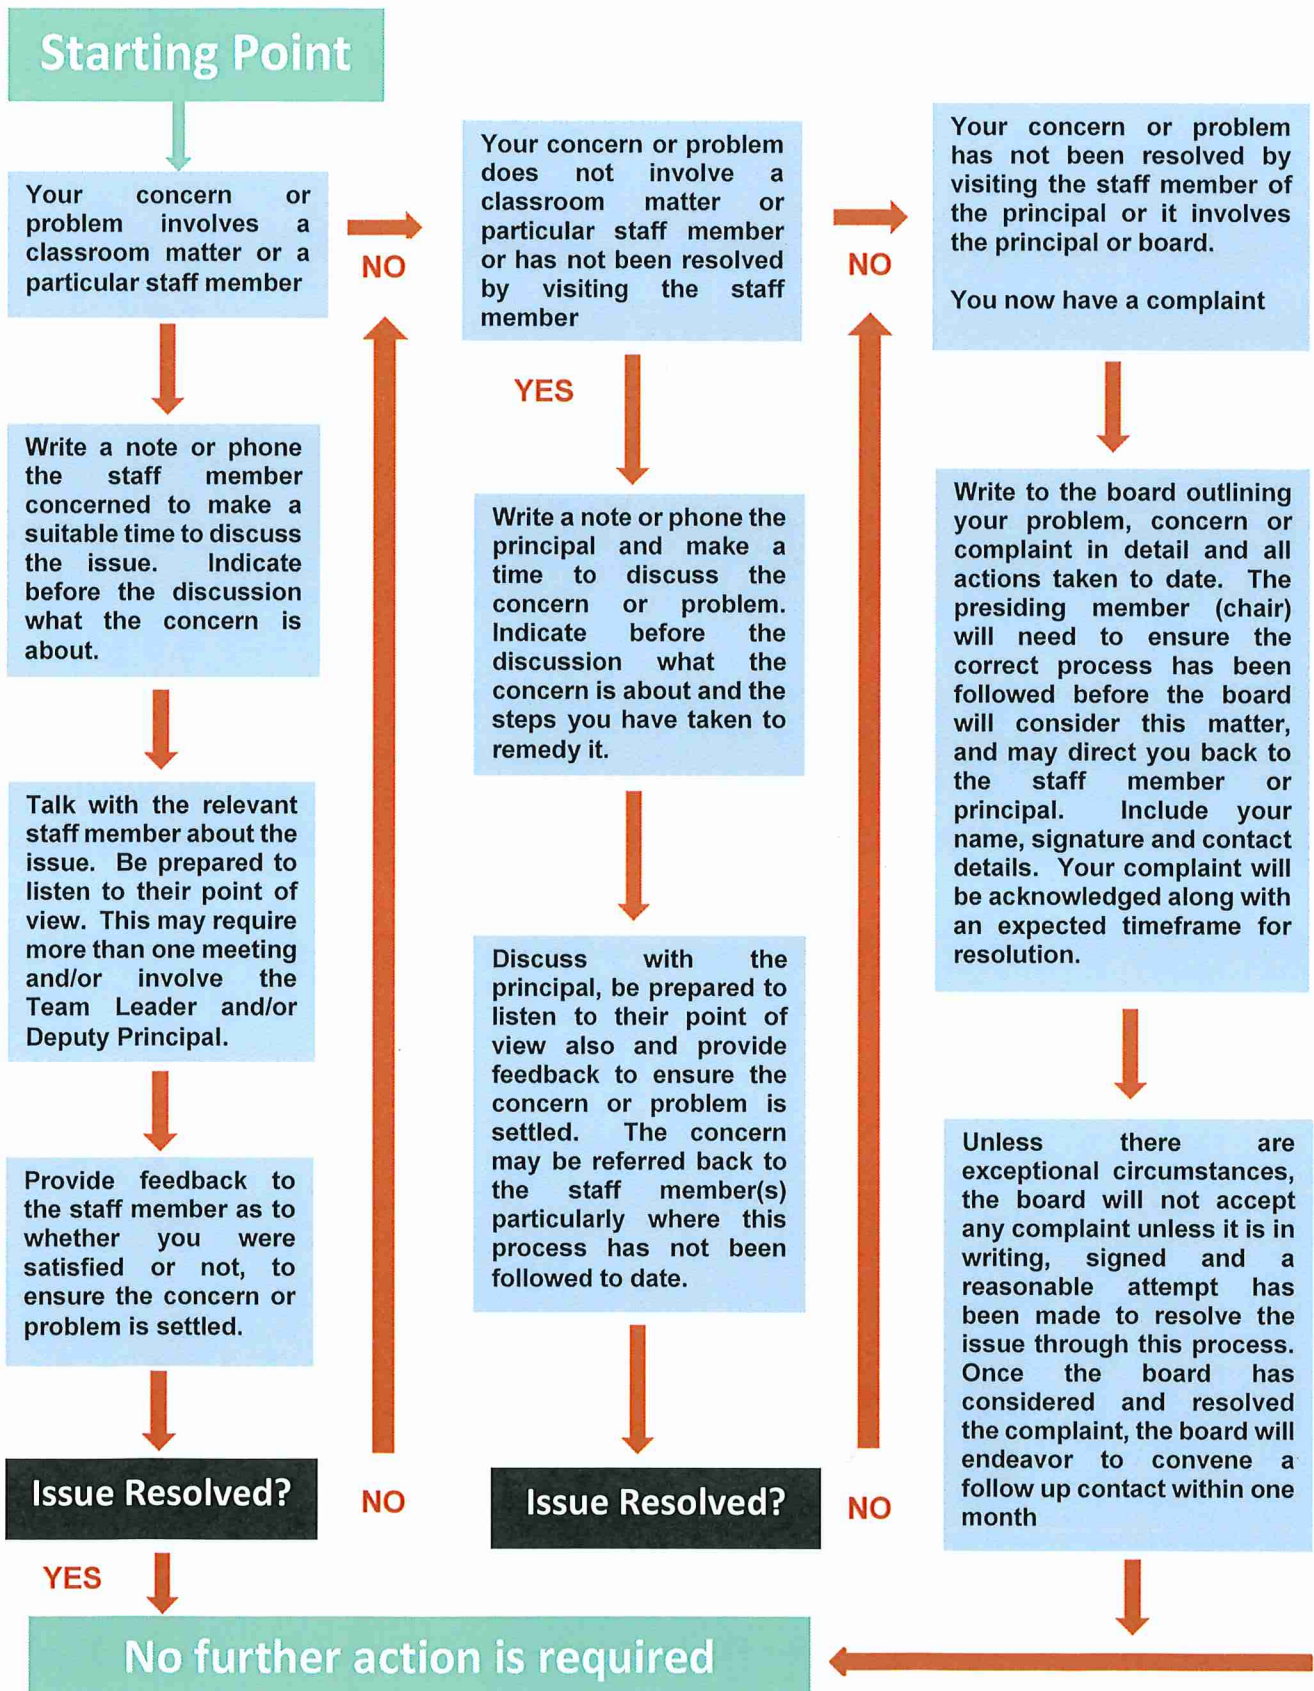 Starting Point
Your concern or
problem involves a
classroom matter or a
particular staff member
NO
Write a note or phone
the staff member
concerned to make a
suitable time to discuss
the issue. Indicate
before the discussion
what the concern is
about.
Talk with the relevant
staff member about the
issue. Be prepared to
listen to their point of
view. This may require
more than one meeting
and/or involve the
Team Leader and/or
Deputy Principal.
Provide feedback to
the staff member as to
whether you were
satisfied or not, to
ensure the concern or
problem is settled.
Issue Resolved?
NO
YES
Your concern or problem
does not involve a
classroom matter or
particular staff member
or has not been resolved
by visiting the staff
member
NO
YES
Write a note or phone the
principal and make a
time to discuss the
concern or problem.
Indicate before the
discussion what the
concern is about and the
steps you have taken to
remedy it.
Discuss with the
principal, be prepared to
listen to their point of
view also and provide
feedback to ensure the
concern or problem is
settled. The concern
may be referred back to
the staff member(s)
particularly where this
process has not been
followed to date.
Issue Resolved?
NO
Your concern or problem
has not been resolved by
visiting the staff member of
the principal or it involves
the principal or board.
You now have a complaint
Write to the board outlining
your problem, concern or
complaint in detail and all
actions taken to date. The
presiding member (chair)
will need to ensure the
correct process has been
followed before the board
will consider this matter,
and may direct you back to
the staff member or
principal. Include your
name, signature and contact
details. Your complaint will
be acknowledged along with
an expected timeframe for
resolution.
Unless there are
exceptional circumstances,
the board will not accept
any complaint unless it is in
writing, signed and a
reasonable attempt has
been made to resolve the
issue through this process.
Once the board has
considered and resolved
the complaint, the board will
endeavor to convene a
follow up contact within one
month
No further action is required